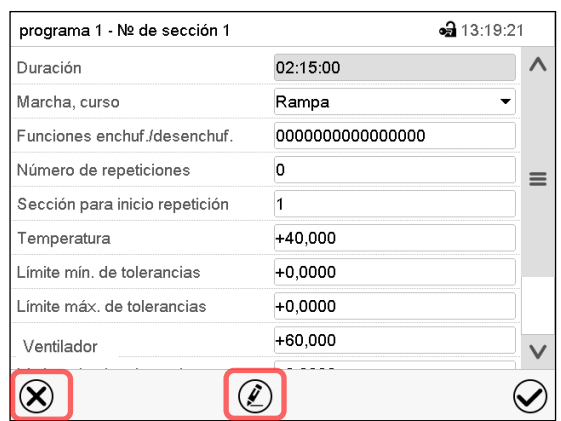 programa 1 - Nº de sección 1 13:19:21
Duración 02:15:00
Marcha, curso Rampa
Funciones enchuf./desenchuf. 0000000000000000
Número de repeticiones 0
Sección para inicio repetición 1
Temperatura +40,000
Límite mín. de tolerancias +0,0000
Límite máx. de tolerancias +0,0000
Ventilador +60,000